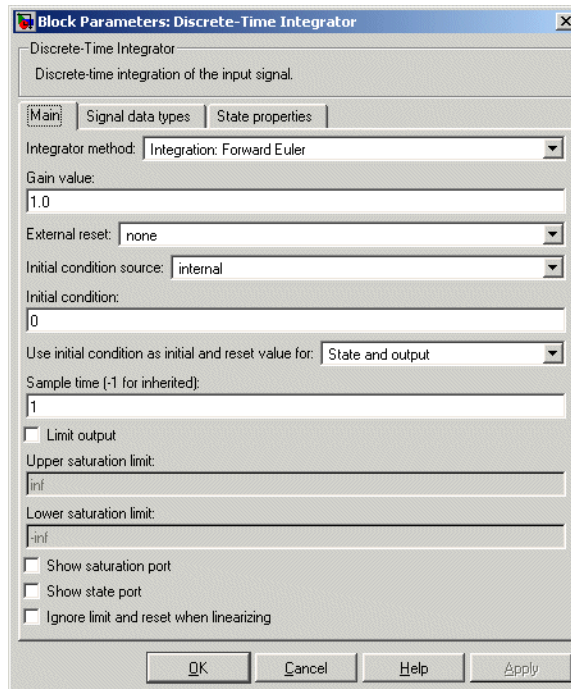 Block Parameters: Discrete-Time Integrator
Discrete-Time Integrator
Discrete-time integration of the input signal.
Main Signal data types State properties
Integrator method: Integration: Forward Euler
Gain value:
1.0
External reset: none
Initial condition source: internal
Initial condition:
0
Use initial condition as initial and reset value for: State and output
Sample time (-1 for inherited):
1
Limit output
Upper saturation limit:
inf
Lower saturation limit:
-inf
Show saturation port
Show state port
Ignore limit and reset when linearizing
OK Cancel Help Apply